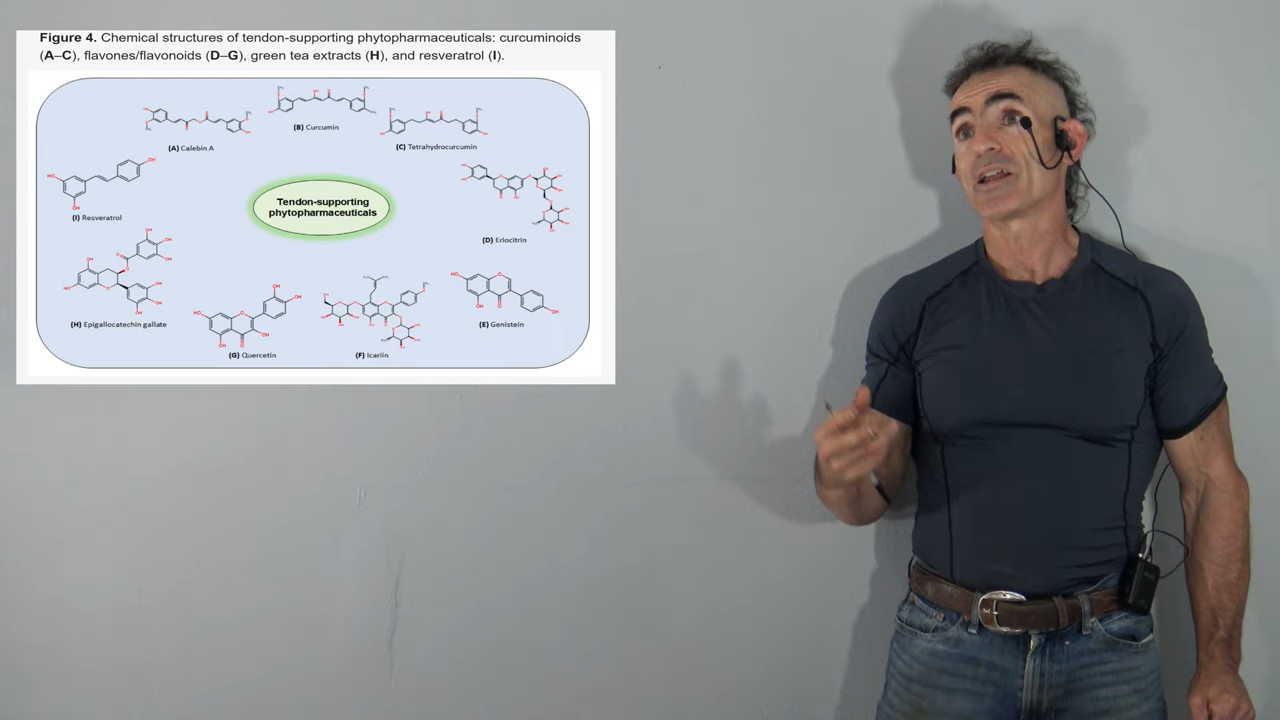 Figure 4. Chemical structures of tendon-supporting phytopharmaceuticals: curcuminoids
(A–C), flavones/flavonoids (D–G), green tea extracts (H), and resveratrol (I).
(B) Curcumin
(A) Calebin A
(C) Tetrahydrocurcumin
Tendon-supporting
phytopharmaceuticals
(I) Resveratrol
(D) Eriocitrin
(H) Epigallocatechin gallate
(E) Genistein
(G) Quercetin
(F) Icariin